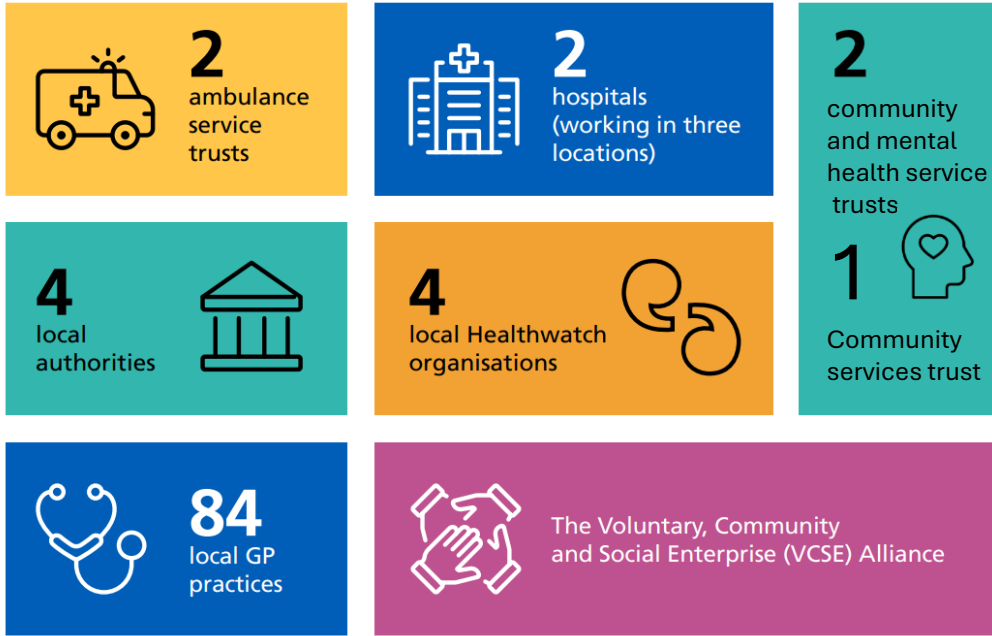 2
ambulance
service
trusts
2
hospitals
(working in three
locations)
2
community
and mental
health service
trusts
1
Community
services trust
4
local
authorities
4
local Healthwatch
organisations
84
local GP
practices
The Voluntary, Community
and Social Enterprise (VCSE) Alliance